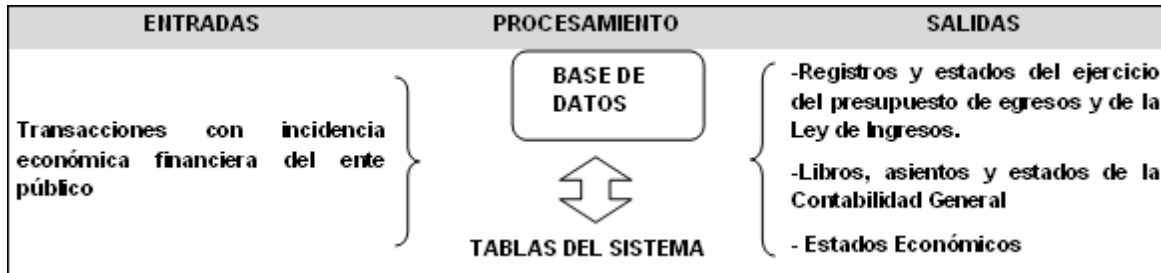 ENTRADAS
PROCESAMIENTO
SALIDAS
Transacciones con incidencia
económica financiera del ente
público
BASE DE
DATOS
TABLAS DEL SISTEMA
-Registros y estados del ejercicio
del presupuesto de egresos y de la
Ley de Ingresos.
-Libros, asientos y estados de la
Contabilidad General
- Estados Económicos